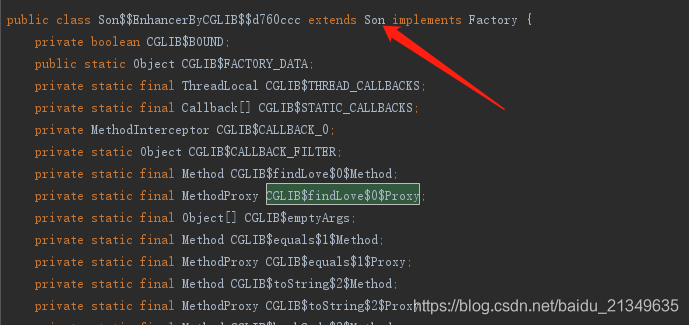 public class Son$$EnhancerByCGLIB$$d760ccc extends Son implements Factory {
private boolean CGLIB$BOUND;
public static Object CGLIB$FACTORY_DATA;
private static final ThreadLocal CGLIB$THREAD_CALLBACKS;
private static final Callback[] CGLIB$STATIC_CALLBACKS;
private MethodInterceptor CGLIB$CALLBACK_0;
private static Object CGLIB$CALLBACK_FILTER;
private static final Method CGLIB$findLove$0$Method;
private static final MethodProxy CGLIB$findLove$0$Proxy;
private static final Object[] CGLIB$emptyArgs;
private static final Method CGLIB$equals$1$Method;
private static final MethodProxy CGLIB$equals$1$Proxy;
private static final Method CGLIB$toString$2$Method;
private static final MethodProxy CGLIB$toString$2$Proxy
https://blog.csdn.net/baidu_21349635
private static final Method